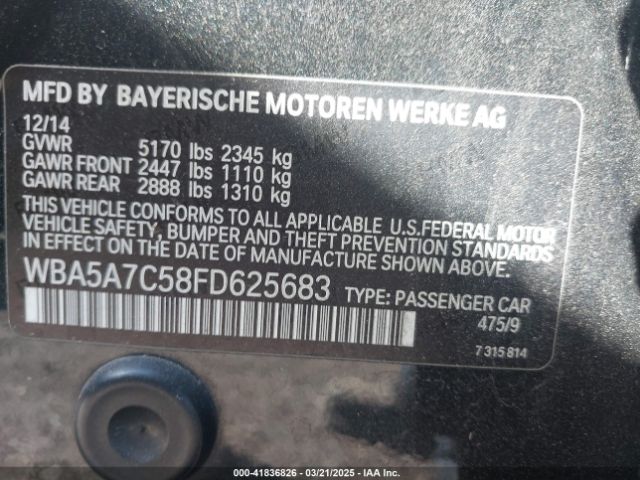 MFD BY BAYERISCHE MOTOREN WERKE AG
12/14
GVWR 5170 lbs 2345 kg
GAWR FRONT 2447 lbs 1110 kg
GAWR REAR 2888 lbs 1310 kg
THIS VEHICLE CONFORMS TO ALL APPLICABLE U.S.FEDERAL MOTOR
VEHICLE SAFETY, BUMPER AND THEFT PREVENTION STANDARDS
IN EFFECT ON THE DATE OF MANUFACTURE SHOWN ABOVE.
WBA5A7C58FD625683 TYPE: PASSENGER CAR
475/9
7 315 814
000-41836826 - 03/21/2025 - IAA Inc.